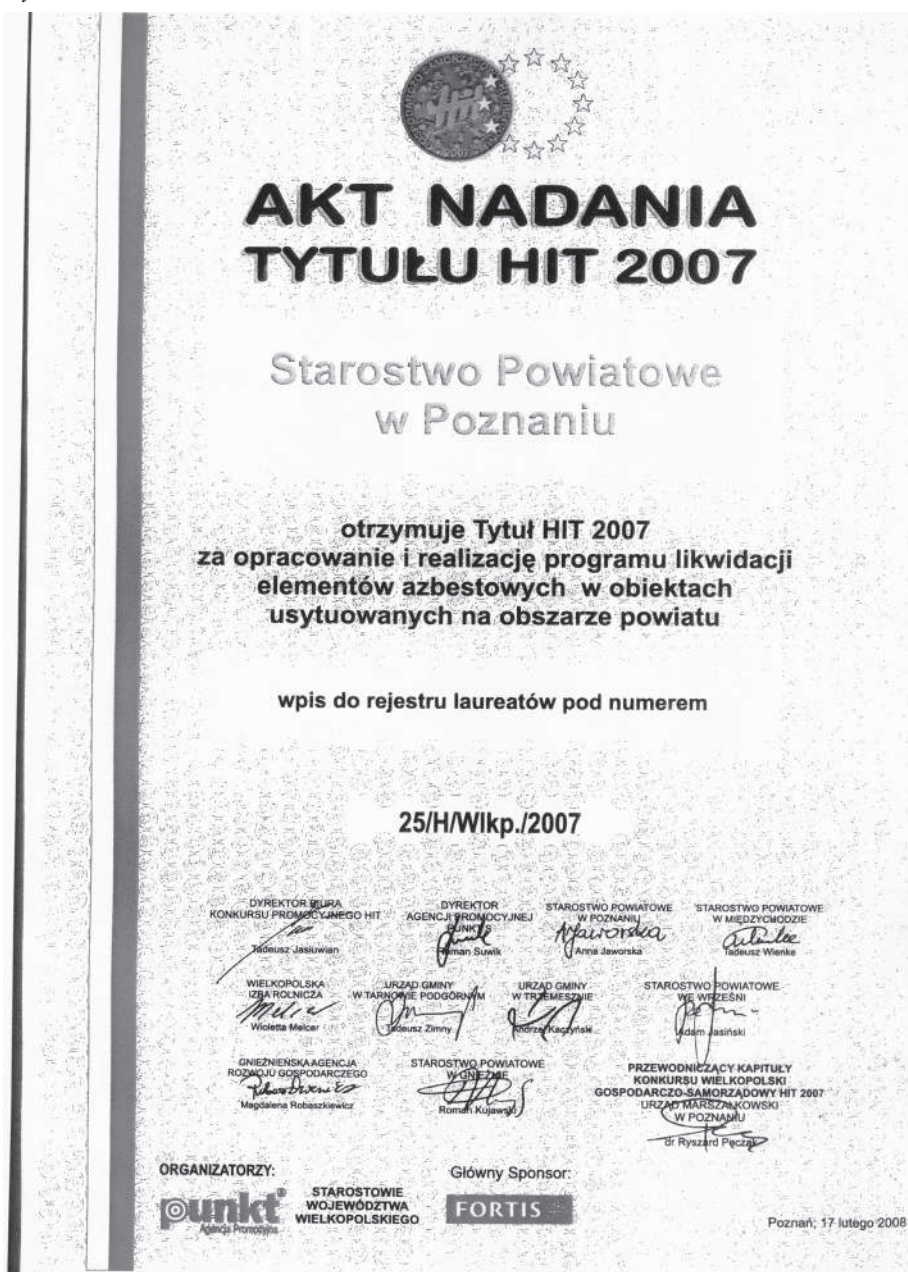 AKT NADANIA
TYTUŁU HIT 2007
Starostwo Powiatowe
w Poznaniu
otrzymuje Tytuł HIT 2007
za opracowanie i realizację programu likwidacji
elementów azbestowych w obiektach
usytuowanych na obszarze powiatu
wpis do rejestru laureatów pod numerem
25/H/Wlkp./2007
DYREKTOR BIURA
KONKURSU PROMOCYJNEGO HIT
Tadeusz Jasiuwian
DYREKTOR
AGENCJI PROMOCYJNEJ
Roman Suwik
STAROSTWO POWIATOWE
W POZNANIU
Anna Jaworska
STAROSTWO POWIATOWE
W MIĘDZYCHODZIE
Tadeusz Wienke
WIELKOPOLSKA
IZBA ROLNICZA
Wioletta Melcer
URZĄD GMINY
W TARNOWIE PODGÓRNYM
Tadeusz Zimny
URZĄD GMINY
W TRZEMESZNIE
Andrzej Kaczyński
STAROSTWO POWIATOWE
WE WRZEŚNI
Adam Jasiński
GNIEŹNIEŃSKA AGENCJA
ROZWOJU GOSPODARCZEGO
Magdalena Robaszkiewicz
STAROSTWO POWIATOWE
W GNIEŹNIE
Roman Kujawski
PRZEWODNICZĄCY KAPITUŁY
KONKURSU WIELKOPOLSKI
GOSPODARCZO-SAMORZĄDOWY HIT 2007
URZĄD MARSZAŁKOWSKI
W POZNANIU
dr Ryszard Pęczak
ORGANIZATORZY:
punkt
Agencja Promocyjna
STAROSTOWIE
WOJEWÓDZTWA
WIELKOPOLSKIEGO
Główny Sponsor:
FORTIS
Poznań; 17 lutego 2008